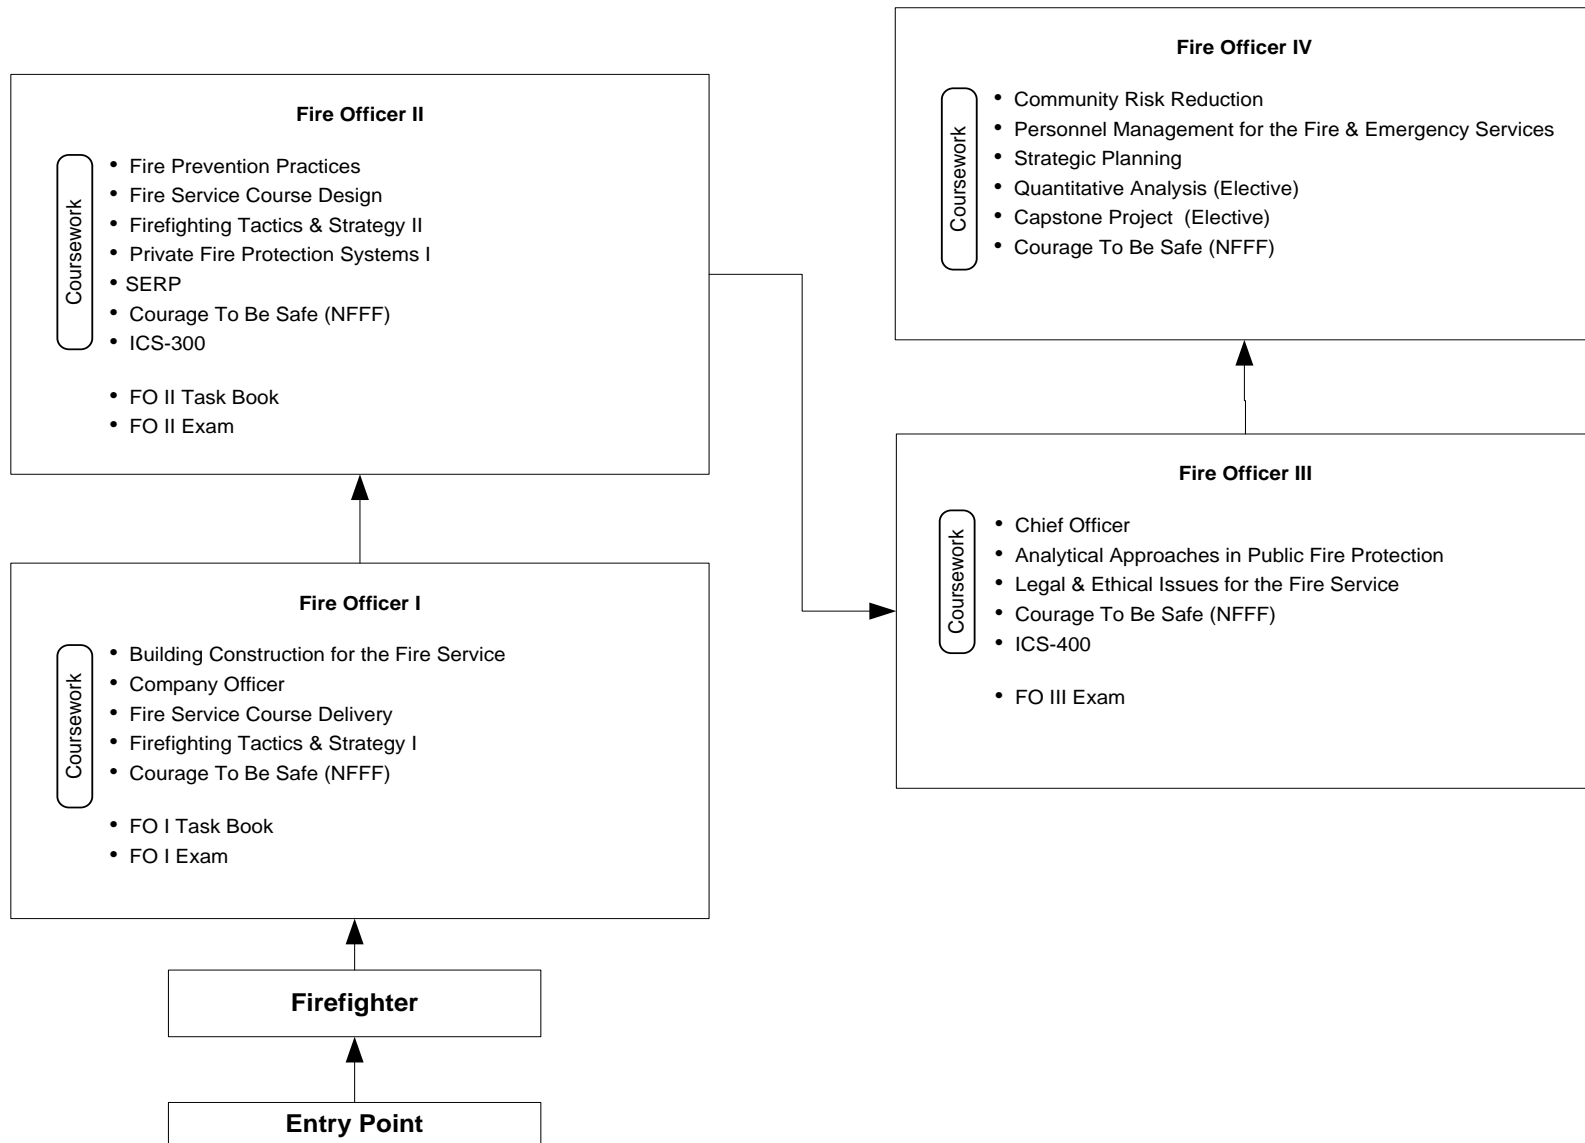 Fire Officer IV
Coursework
• Community Risk Reduction
• Personnel Management for the Fire & Emergency Services
• Strategic Planning
• Quantitative Analysis (Elective)
• Capstone Project  (Elective)
• Courage To Be Safe (NFFF)
Fire Officer II
Coursework
• Fire Prevention Practices
• Fire Service Course Design
• Firefighting Tactics & Strategy II
• Private Fire Protection Systems I
• SERP
• Courage To Be Safe (NFFF)
• ICS-300
• FO II Task Book
• FO II Exam
Fire Officer III
Coursework
• Chief Officer
• Analytical Approaches in Public Fire Protection
• Legal & Ethical Issues for the Fire Service
• Courage To Be Safe (NFFF)
• ICS-400
• FO III Exam
Fire Officer I
Coursework
• Building Construction for the Fire Service
• Company Officer
• Fire Service Course Delivery
• Firefighting Tactics & Strategy I
• Courage To Be Safe (NFFF)
• FO I Task Book
• FO I Exam
Firefighter
Entry Point